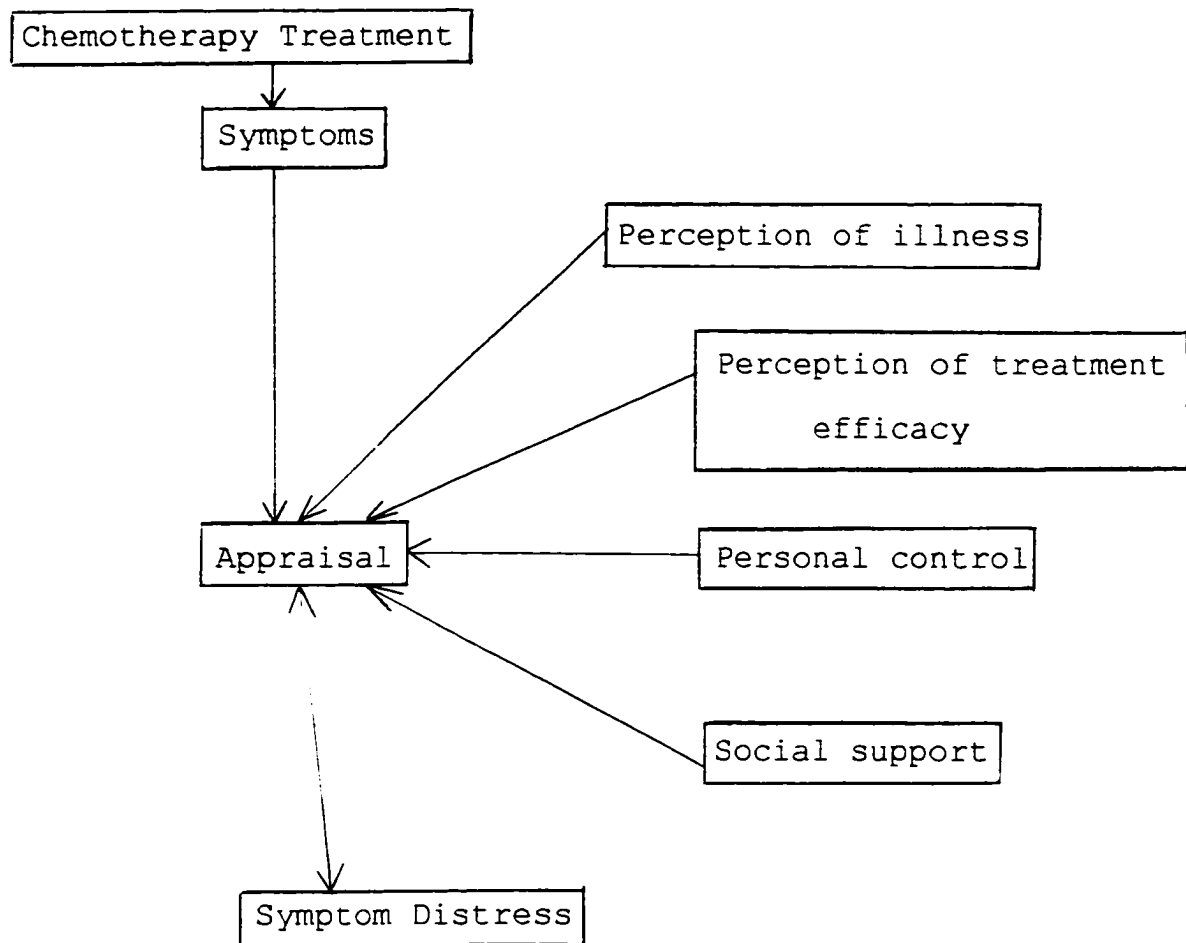 Chemotherapy Treatment
Symptoms
Perception of illness
Perception of treatment
efficacy
Appraisal
Personal control
Social support
Symptom Distress